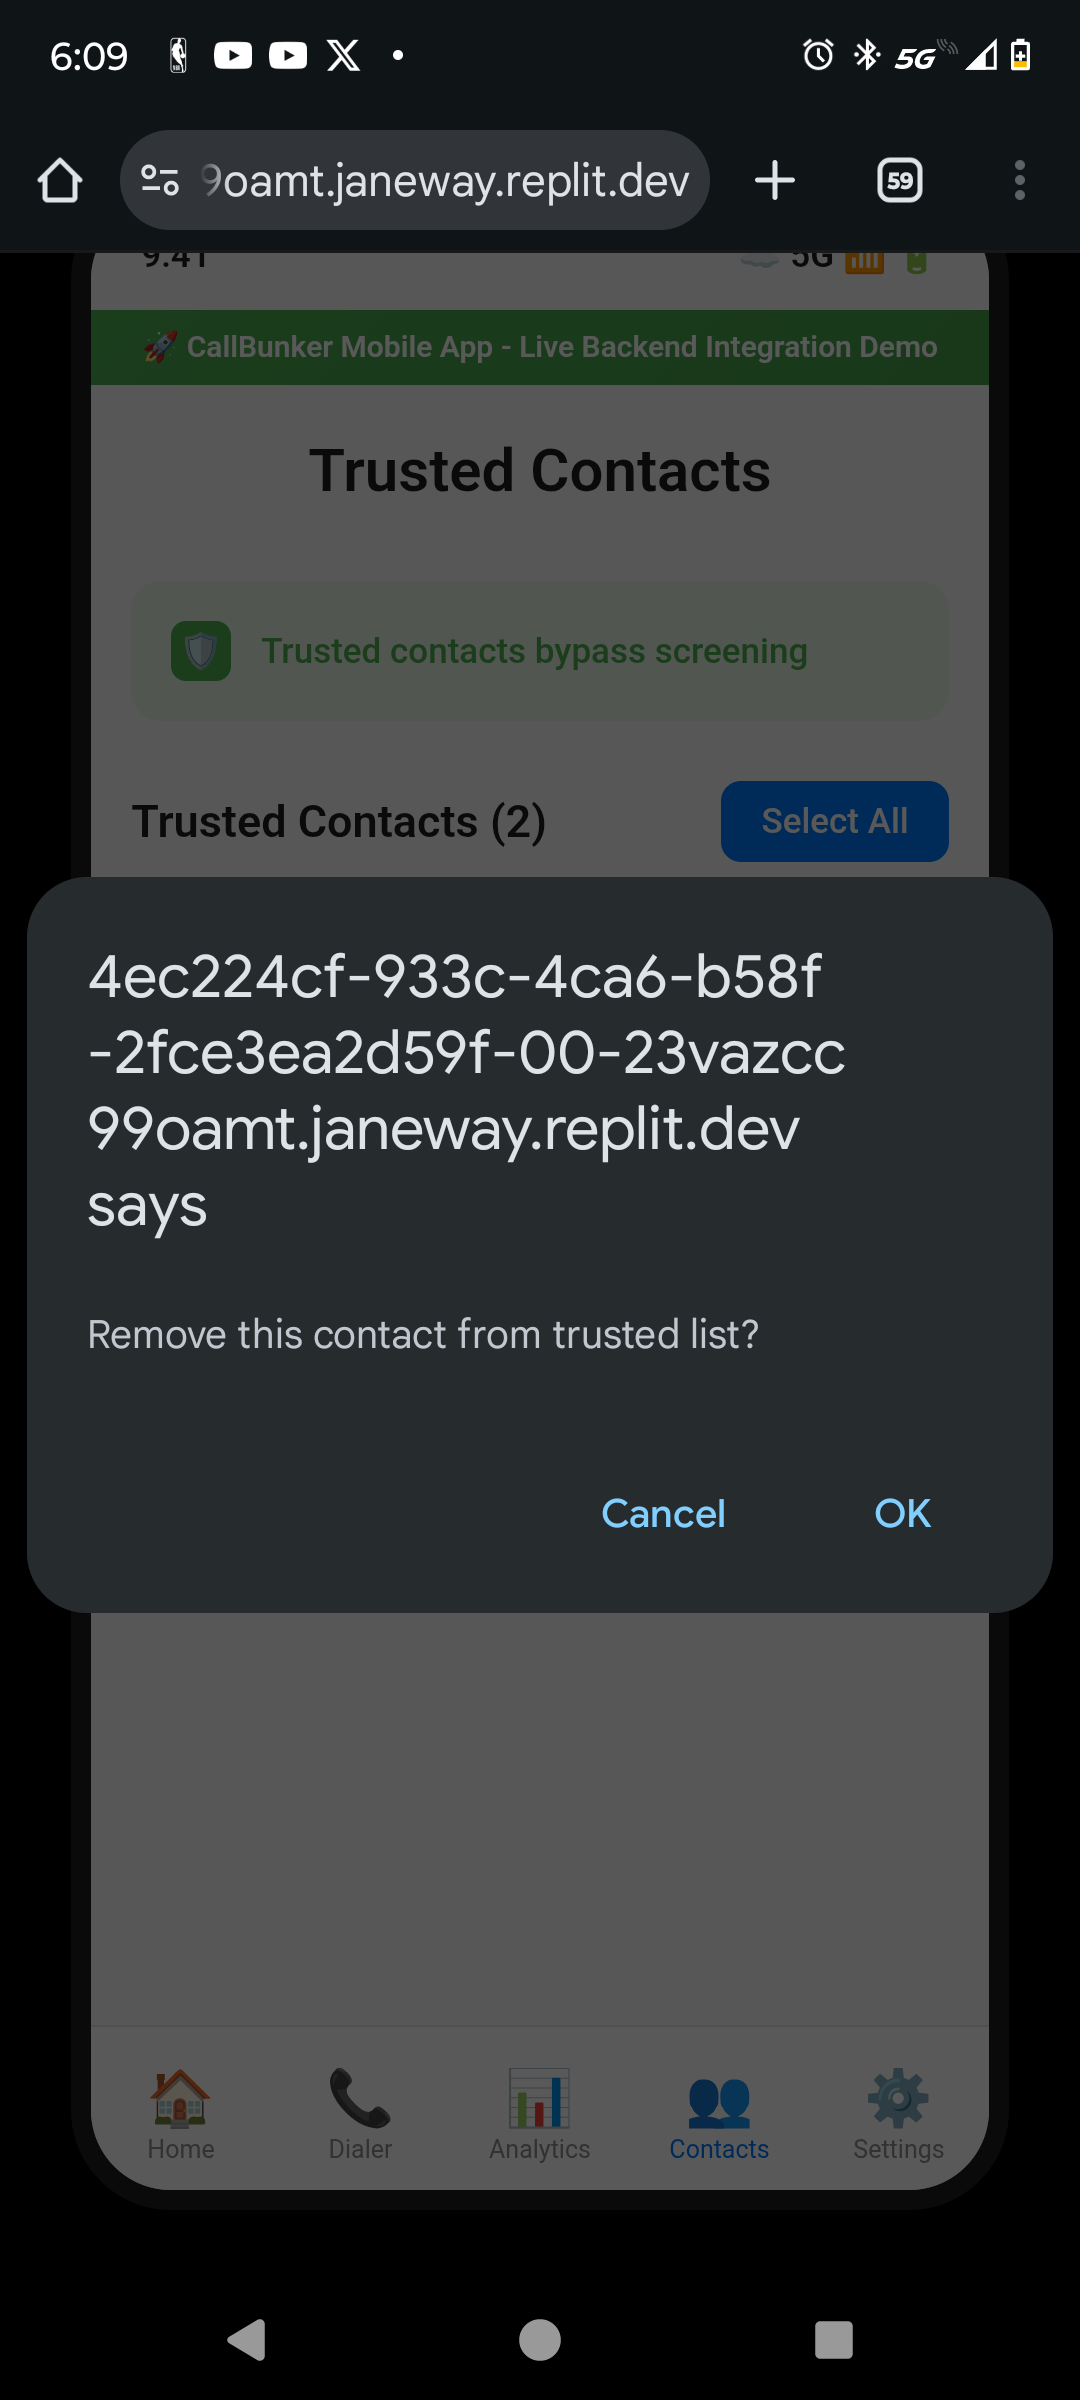 6:09
5G
9oamt.janeway.replit.dev
59
9:41
5G
🚀 CallBunker Mobile App - Live Backend Integration Demo
Trusted Contacts
Trusted contacts bypass screening
Trusted Contacts (2)
Select All
4ec224cf-933c-4ca6-b58f
-2fce3ea2d59f-00-23vazcc
99oamt.janeway.replit.dev
says
Remove this contact from trusted list?
Cancel
OK
Home
Dialer
Analytics
Contacts
Settings